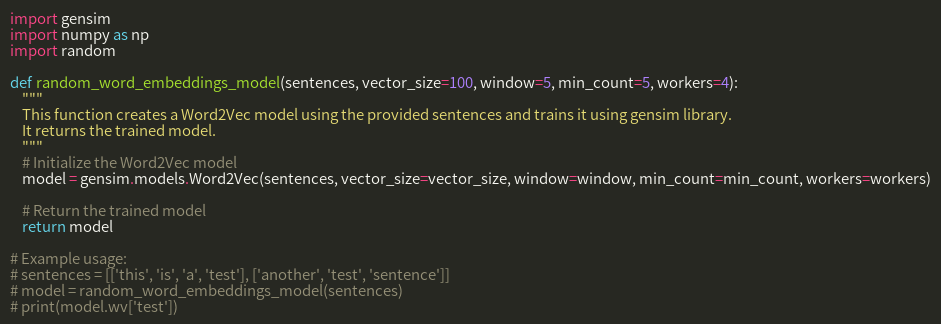 import gensim
import numpy as np
import random

def random_word_embeddings_model(sentences, vector_size=100, window=5, min_count=5, workers=4):
    """
    This function creates a Word2Vec model using the provided sentences and trains it using gensim library.
    It returns the trained model.
    """
    # Initialize the Word2Vec model
    model = gensim.models.Word2Vec(sentences, vector_size=vector_size, window=window, min_count=min_count, workers=workers)

    # Return the trained model
    return model

# Example usage:
# sentences = [['this', 'is', 'a', 'test'], ['another', 'test', 'sentence']]
# model = random_word_embeddings_model(sentences)
# print(model.wv['test'])